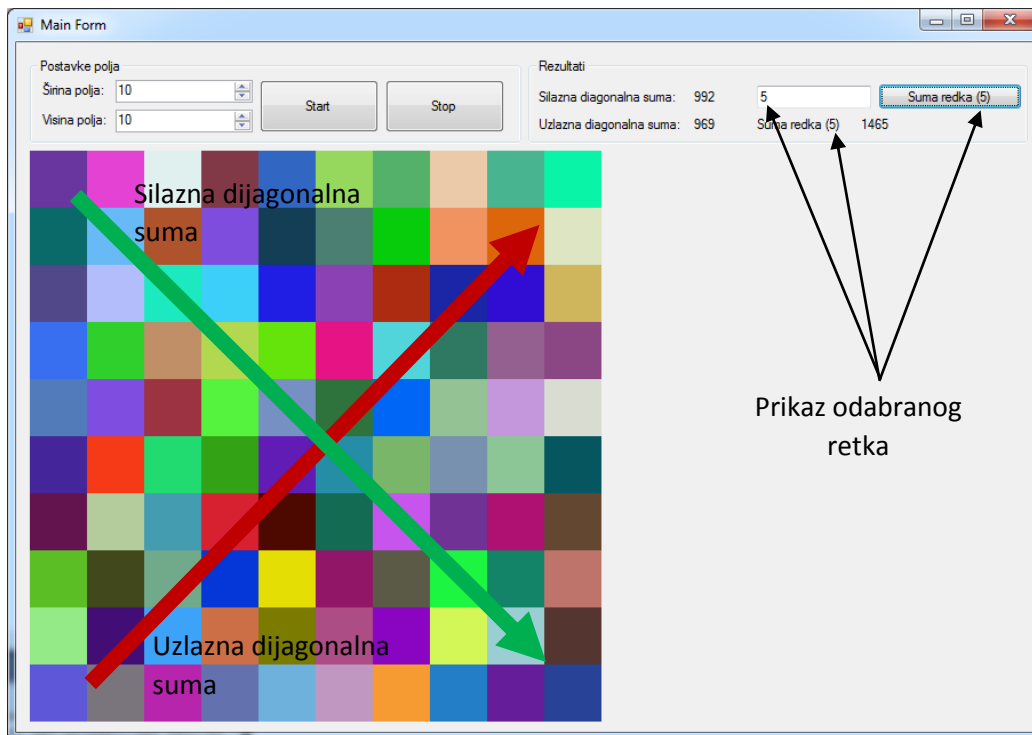 Main Form
Postavke polja
Širina polja: 10
Visina polja: 10
Start
Stop
Rezultati
Silazna diagonalna suma: 992
5
Suma redka (5)
Uzlazna diagonalna suma: 969
Suma redka (5) 1465
Silazna dijagonalna
suma
Prikaz odabranog
retka
Uzlazna dijagonalna
suma